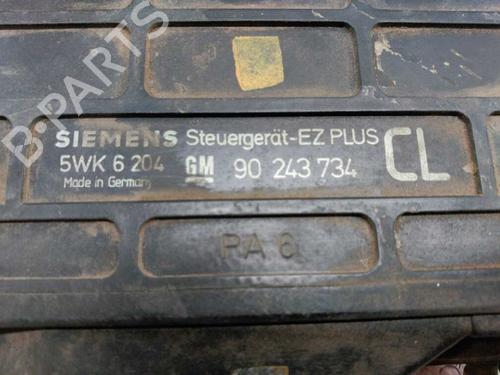 B-PARTS
SIEMENS Steuergerät-EZ PLUS CL
5WK 6 204 GM 90 243 734
Made in Germany
PA 6